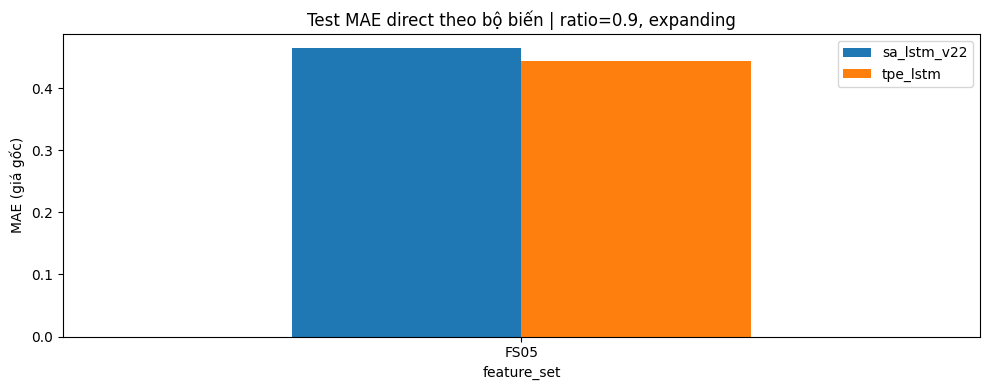 Test MAE direct theo bộ biến | ratio=0.9, expanding
sa_lstm_v22
tpe_lstm
MAE (giá gốc)
0.4
0.3
0.2
0.1
0.0
FS05
feature_set